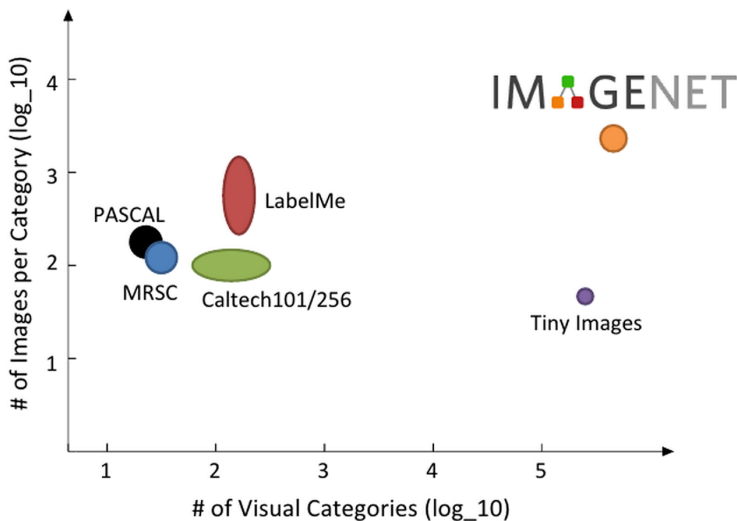 # of Images per Category (log_10)
4
3
2
1
IMAGENET
PASCAL
LabelMe
MRSC
Caltech101/256
Tiny Images
1 2 3 4 5
# of Visual Categories (log_10)